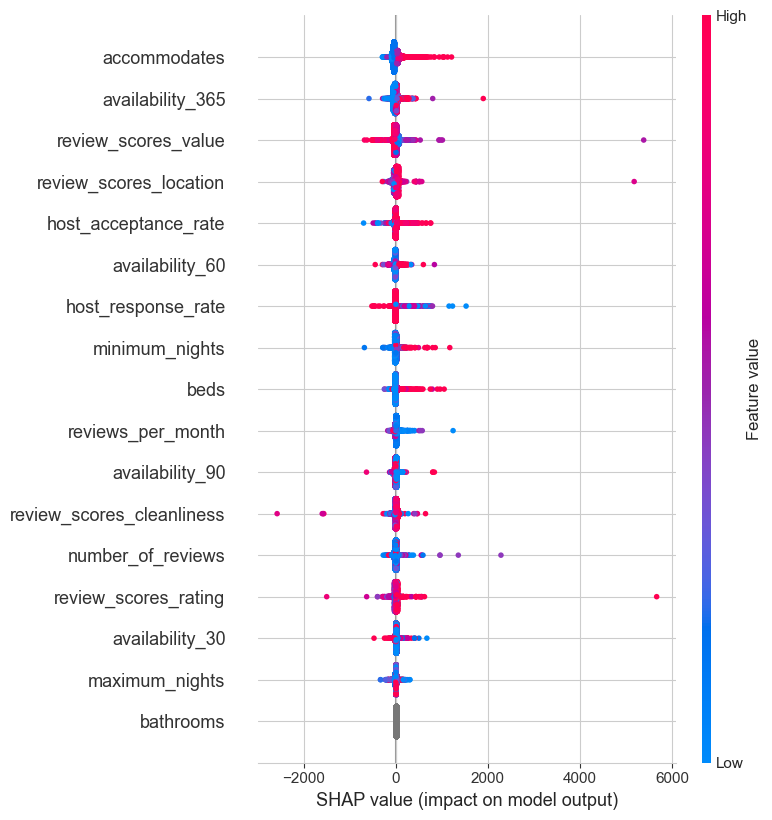 High
accommodates
availability_365
review_scores_value
review_scores_location
host_acceptance_rate
availability_60
host_response_rate
minimum_nights
beds
reviews_per_month
availability_90
review_scores_cleanliness
number_of_reviews
review_scores_rating
availability_30
maximum_nights
bathrooms
Feature value
Low
−2000 0 2000 4000 6000
SHAP value (impact on model output)